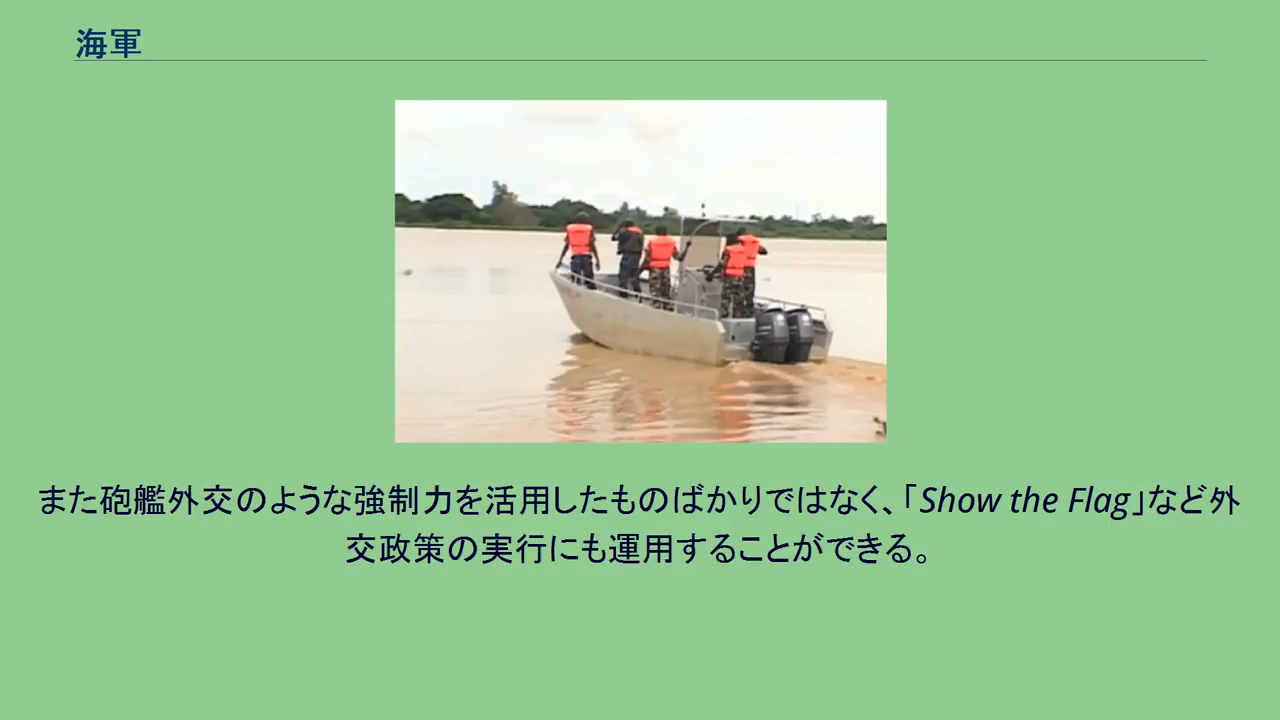 海軍
また砲艦外交のような強制力を活用したものばかりではなく、「Show the Flag」など外
交政策の実行にも運用することができる。